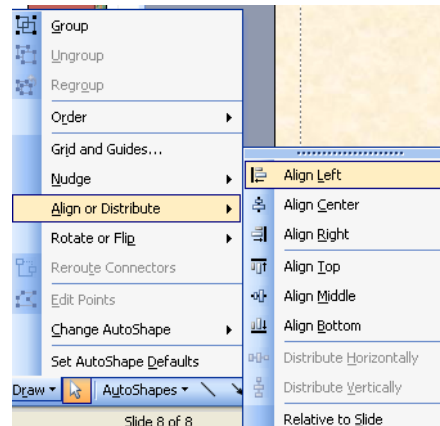 Group
Ungroup
Regroup
Order
Grid and Guides...
Nudge
Align or Distribute
Rotate or Flip
Reroute Connectors
Edit Points
Change AutoShape
Set AutoShape Defaults
Align Left
Align Center
Align Right
Align Top
Align Middle
Align Bottom
Distribute Horizontally
Distribute Vertically
Relative to Slide
Draw AutoShapes
Slide 8 of 8